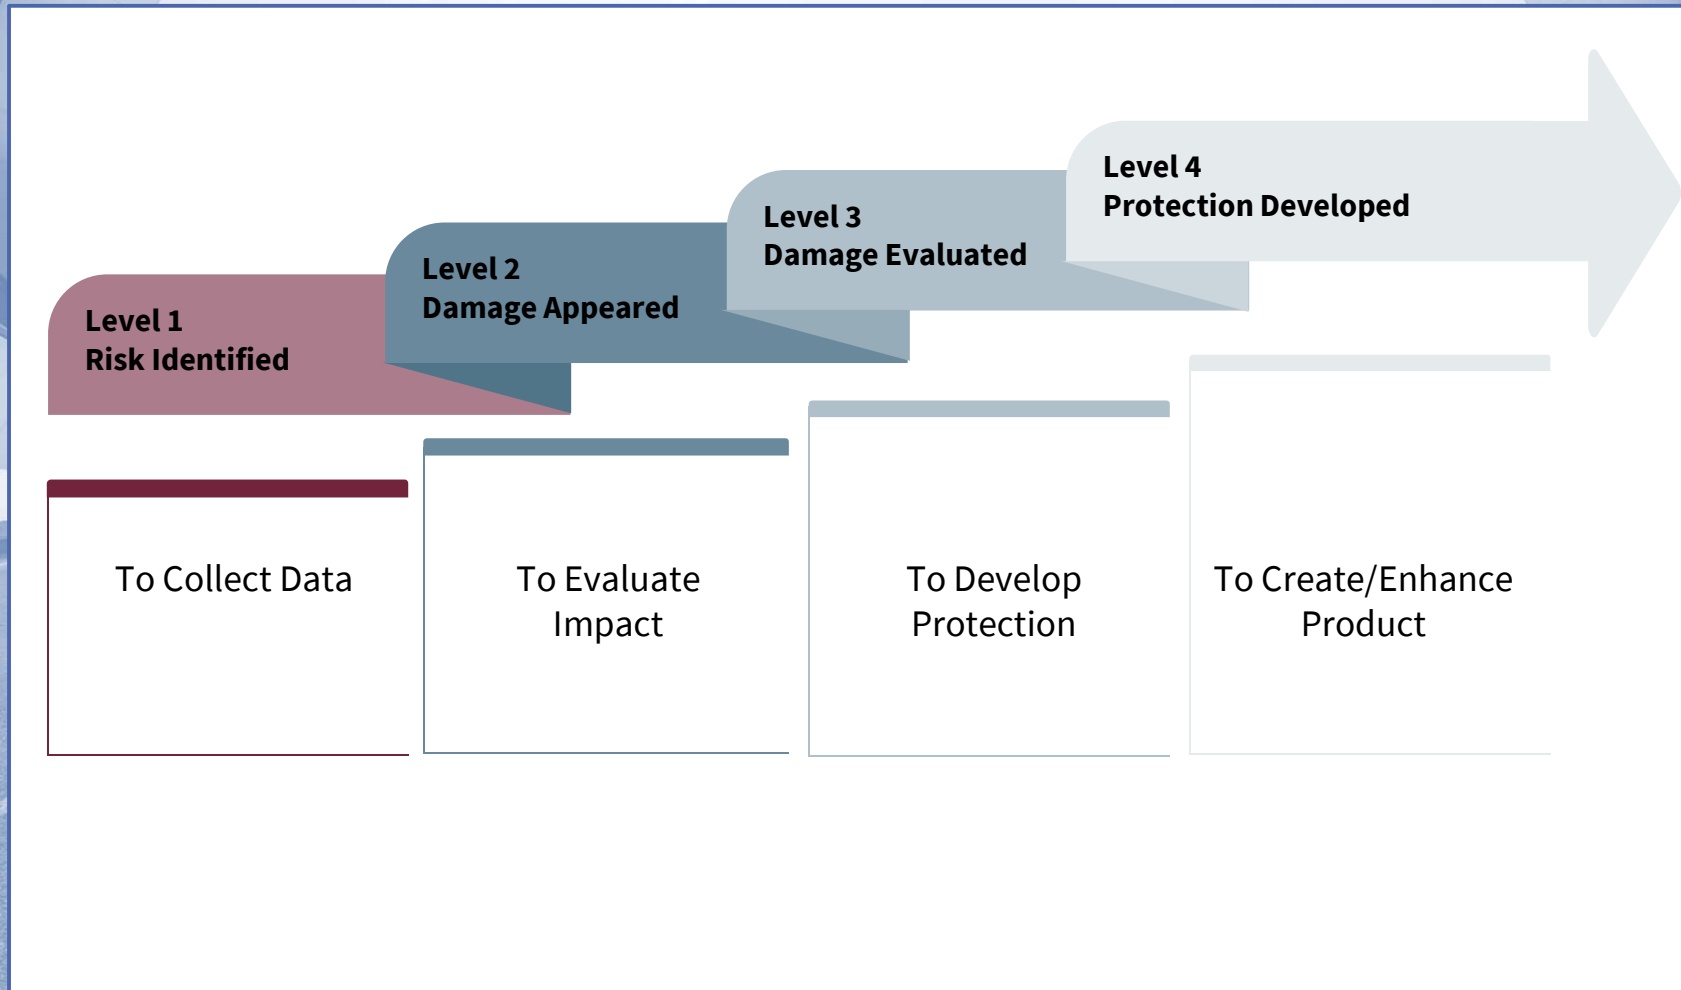 Level 1
Risk Identified
Level 2
Damage Appeared
Level 3
Damage Evaluated
Level 4
Protection Developed
To Collect Data
To Evaluate
Impact
To Develop
Protection
To Create/Enhance
Product